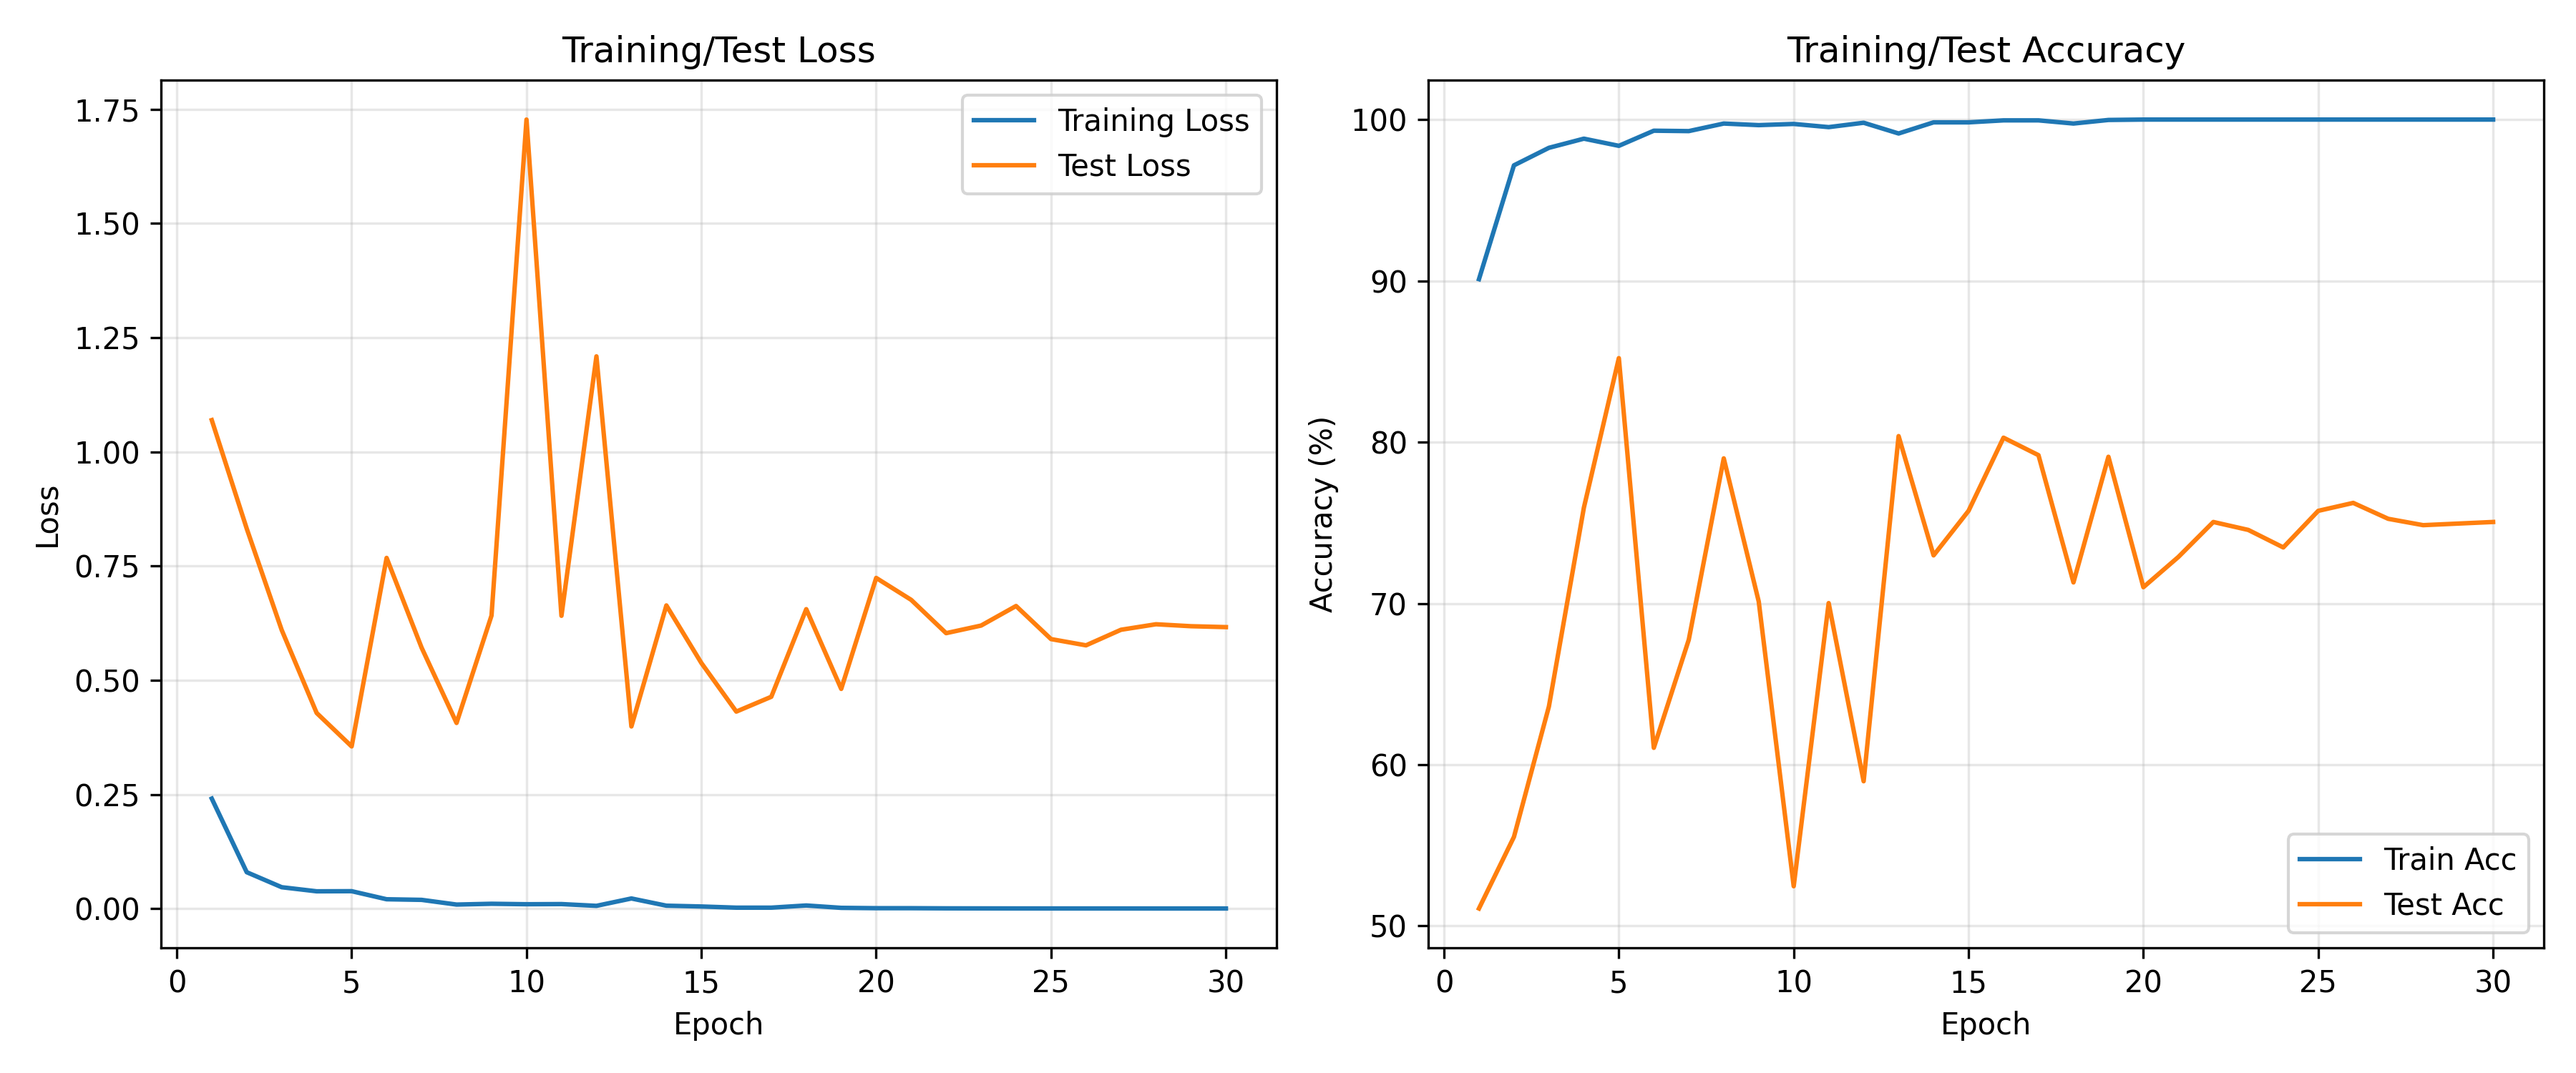 Training/Test Loss
1.75
1.50
1.25
1.00
0.75
0.50
0.25
0.00
Loss
Training Loss
Test Loss
0 5 10 15 20 25 30
Epoch
Training/Test Accuracy
100
90
80
70
60
50
Accuracy (%)
Train Acc
Test Acc
0 5 10 15 20 25 30
Epoch